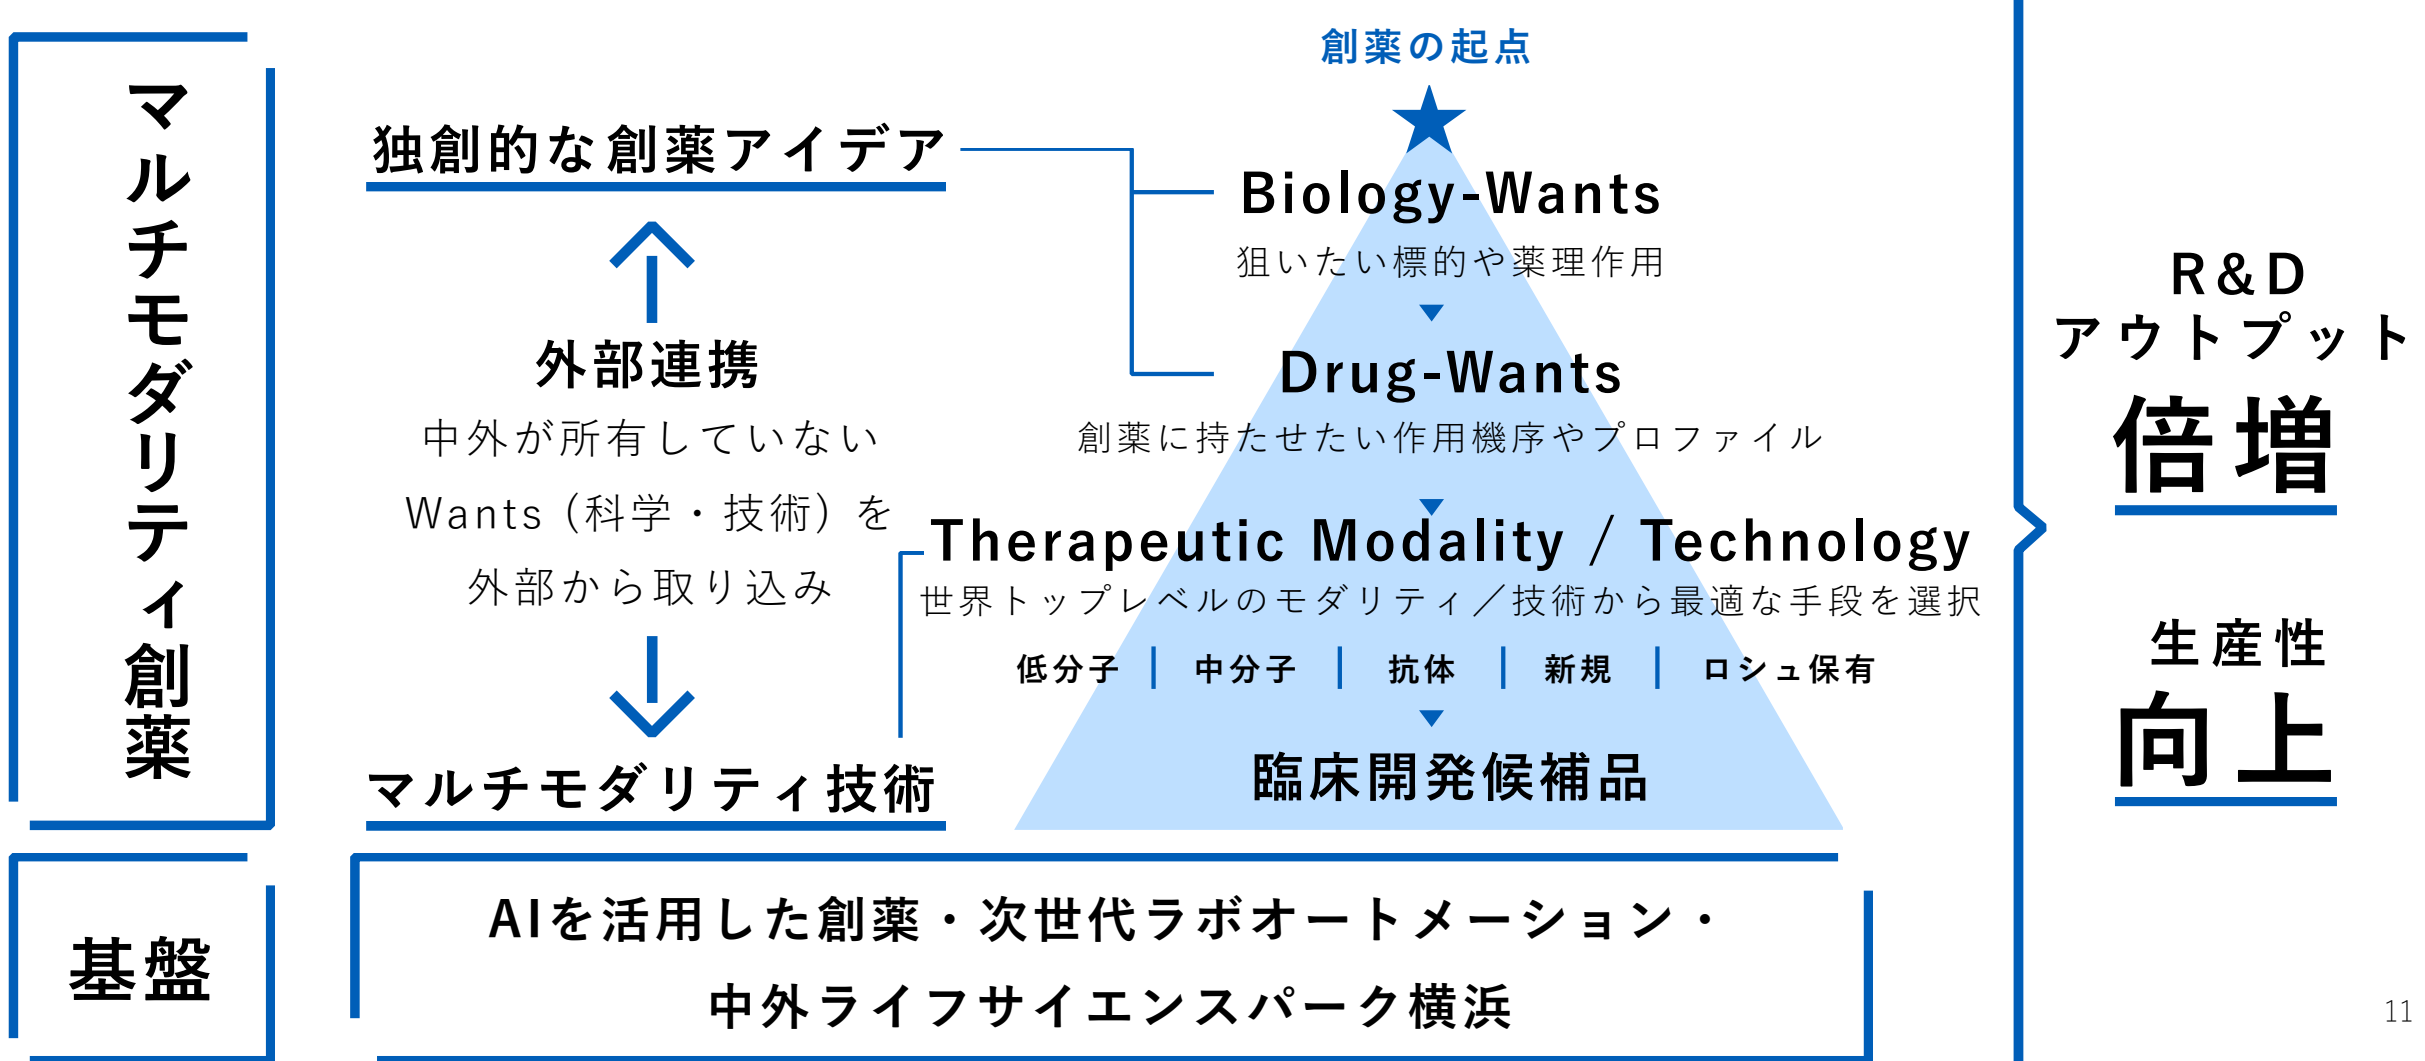 マルチモダリティ創薬
独創的な創薬アイデア
外部連携
中外が所有していない
Wants（科学・技術）を
外部から取り込み
マルチモダリティ技術
創薬の起点
Biology-Wants
狙いたい標的や薬理作用
Drug-Wants
創薬に持たせたい作用機序やプロファイル
Therapeutic Modality / Technology
世界トップレベルのモダリティ／技術から最適な手段を選択
低分子 | 中分子 | 抗体 | 新規 | ロシュ保有
臨床開発候補品
R&D
アウトプット
倍増
生産性
向上
基盤
AIを活用した創薬・次世代ラボオートメーション・
中外ライフサイエンスパーク横浜
11